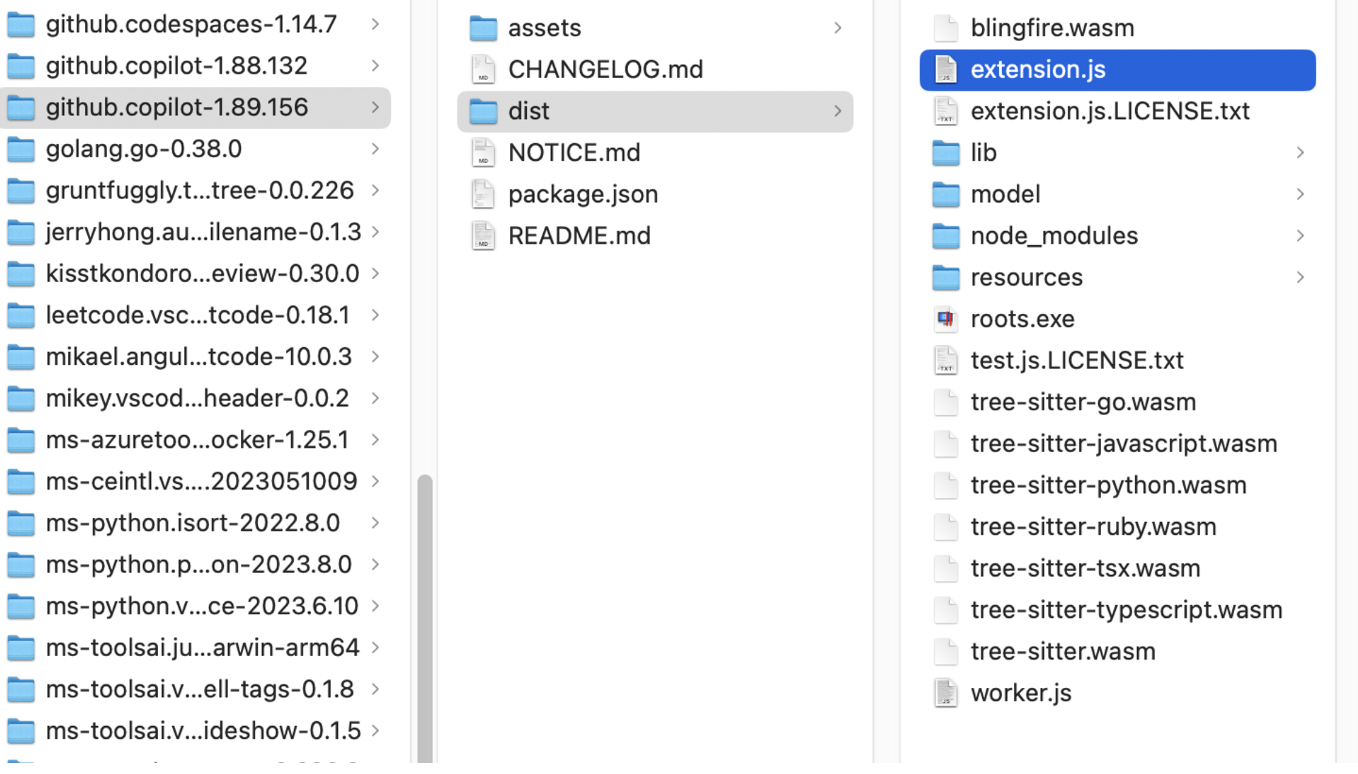 github.codespaces-1.14.7
github.copilot-1.88.132
github.copilot-1.89.156
golang.go-0.38.0
gruntfuggly.t...tree-0.0.226
jerryhong.au...ilename-0.1.3
kisstkondoro...eview-0.30.0
leetcode.vsc...tcode-0.18.1
mikael.angul...tcode-10.0.3
mikey.vscod...header-0.0.2
ms-azuretoo...ocker-1.25.1
ms-ceintl.vs....2023051009
ms-python.isort-2022.8.0
ms-python.p...on-2023.8.0
ms-python.v...ce-2023.6.10
ms-toolsai.ju...arwin-arm64
ms-toolsai.v...ell-tags-0.1.8
ms-toolsai.v...ideshow-0.1.5
assets
CHANGELOG.md
dist
NOTICE.md
package.json
README.md
blingfire.wasm
extension.js
extension.js.LICENSE.txt
lib
model
node_modules
resources
roots.exe
test.js.LICENSE.txt
tree-sitter-go.wasm
tree-sitter-javascript.wasm
tree-sitter-python.wasm
tree-sitter-ruby.wasm
tree-sitter-tsx.wasm
tree-sitter-typescript.wasm
tree-sitter.wasm
worker.js